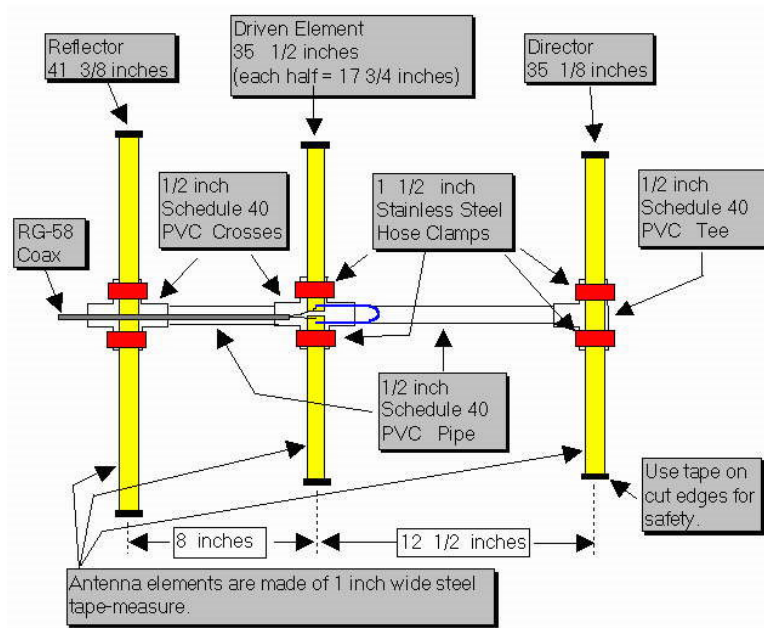 Driven Element
35 1/2 inches
(each half = 17 3/4 inches)
Reflector
41 3/8 inches
Director
35 1/8 inches
1/2 inch
Schedule 40
PVC Crosses
1 1/2 inch
Stainless Steel
Hose Clamps
1/2 inch
Schedule 40
PVC Tee
RG-58
Coax
1/2 inch
Schedule 40
PVC Pipe
Use tape on
cut edges for
safety.
8 inches
12 1/2 inches
Antenna elements are made of 1 inch wide steel
tape-measure.